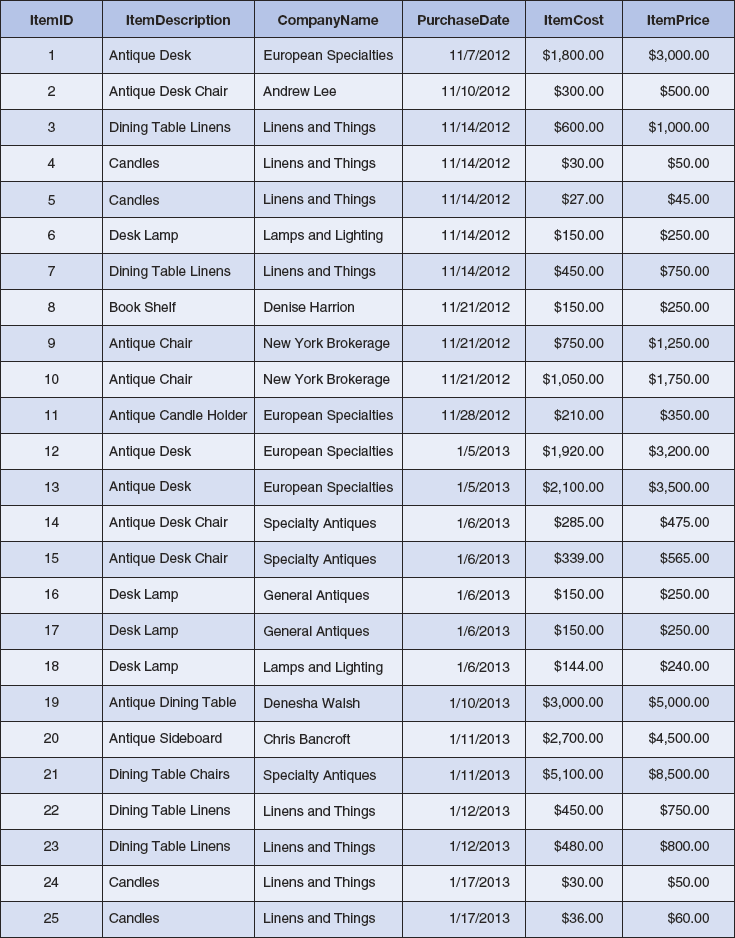 ItemID ItemDescription CompanyName PurchaseDate ItemCost ItemPrice
1 Antique Desk European Specialties 11/7/2012 $1,800.00 $3,000.00
2 Antique Desk Chair Andrew Lee 11/10/2012 $300.00 $500.00
3 Dining Table Linens Linens and Things 11/14/2012 $600.00 $1,000.00
4 Candles Linens and Things 11/14/2012 $30.00 $50.00
5 Candles Linens and Things 11/14/2012 $27.00 $45.00
6 Desk Lamp Lamps and Lighting 11/14/2012 $150.00 $250.00
7 Dining Table Linens Linens and Things 11/14/2012 $450.00 $750.00
8 Book Shelf Denise Harrion 11/21/2012 $150.00 $250.00
9 Antique Chair New York Brokerage 11/21/2012 $750.00 $1,250.00
10 Antique Chair New York Brokerage 11/21/2012 $1,050.00 $1,750.00
11 Antique Candle Holder European Specialties 11/28/2012 $210.00 $350.00
12 Antique Desk European Specialties 1/5/2013 $1,920.00 $3,200.00
13 Antique Desk European Specialties 1/5/2013 $2,100.00 $3,500.00
14 Antique Desk Chair Specialty Antiques 1/6/2013 $285.00 $475.00
15 Antique Desk Chair Specialty Antiques 1/6/2013 $339.00 $565.00
16 Desk Lamp General Antiques 1/6/2013 $150.00 $250.00
17 Desk Lamp General Antiques 1/6/2013 $150.00 $250.00
18 Desk Lamp Lamps and Lighting 1/6/2013 $144.00 $240.00
19 Antique Dining Table Denesha Walsh 1/10/2013 $3,000.00 $5,000.00
20 Antique Sideboard Chris Bancroft 1/11/2013 $2,700.00 $4,500.00
21 Dining Table Chairs Specialty Antiques 1/11/2013 $5,100.00 $8,500.00
22 Dining Table Linens Linens and Things 1/12/2013 $450.00 $750.00
23 Dining Table Linens Linens and Things 1/12/2013 $480.00 $800.00
24 Candles Linens and Things 1/17/2013 $30.00 $50.00
25 Candles Linens and Things 1/17/2013 $36.00 $60.00